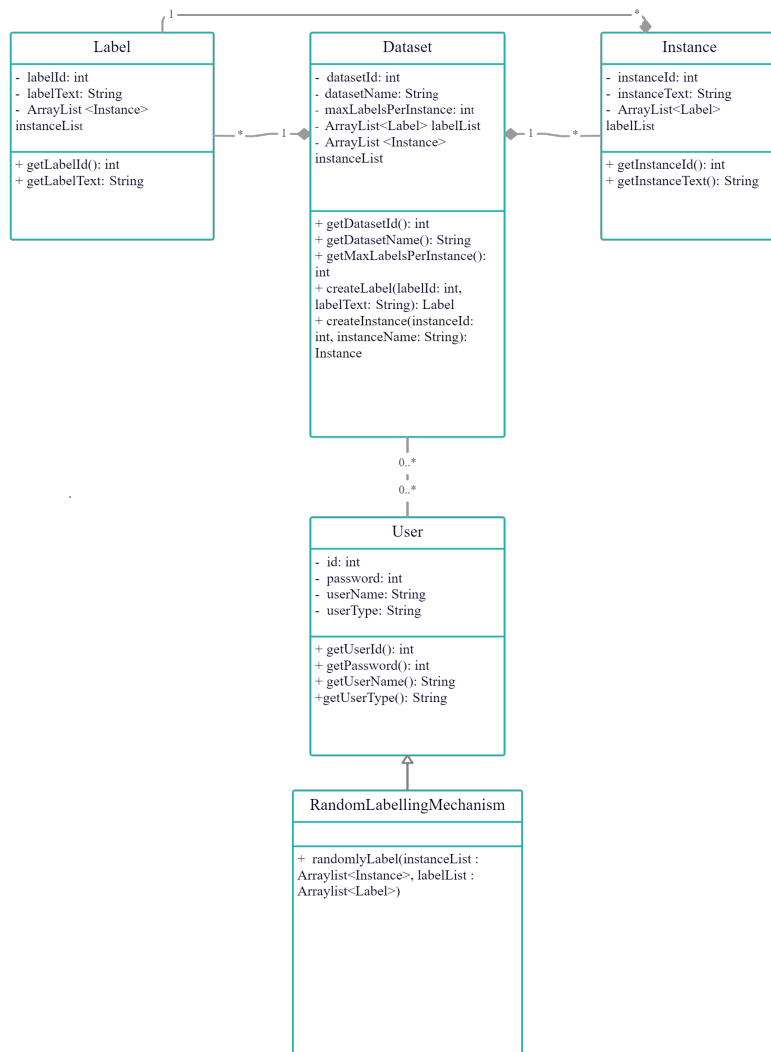 1
*
Label
- labelId: int
- labelText: String
- ArrayList <Instance>
instanceList
+ getLabelId(): int
+ getLabelText: String
*
1
Dataset
- datasetId: int
- datasetName: String
- maxLabelsPerInstance: int
- ArrayList<Label> labelList
- ArrayList <Instance>
instanceList
+ getDatasetId(): int
+ getDatasetName(): String
+ getMaxLabelsPerInstance():
int
+ createLabel(labelId: int,
labelText: String): Label
+ createInstance(instanceId:
int, instanceName: String):
Instance
1
*
Instance
- instanceId: int
- instanceText: String
- ArrayList<Label>
labelList
+ getInstanceId(): int
+ getInstanceText(): String
0..*
0..*
User
- id: int
- password: int
- userName: String
- userType: String
+ getUserId(): int
+ getPassword(): int
+ getUserName(): String
+getUserType(): String
RandomLabellingMechanism
+ randomlyLabel(instanceList :
Arraylist<Instance>, labelList :
Arraylist<Label>)